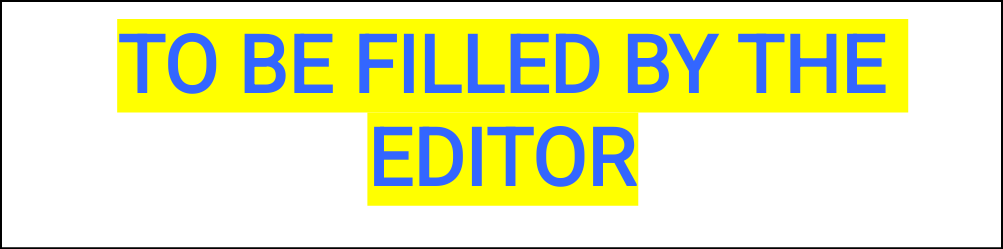 TO BE FILLED BY THE
EDITOR